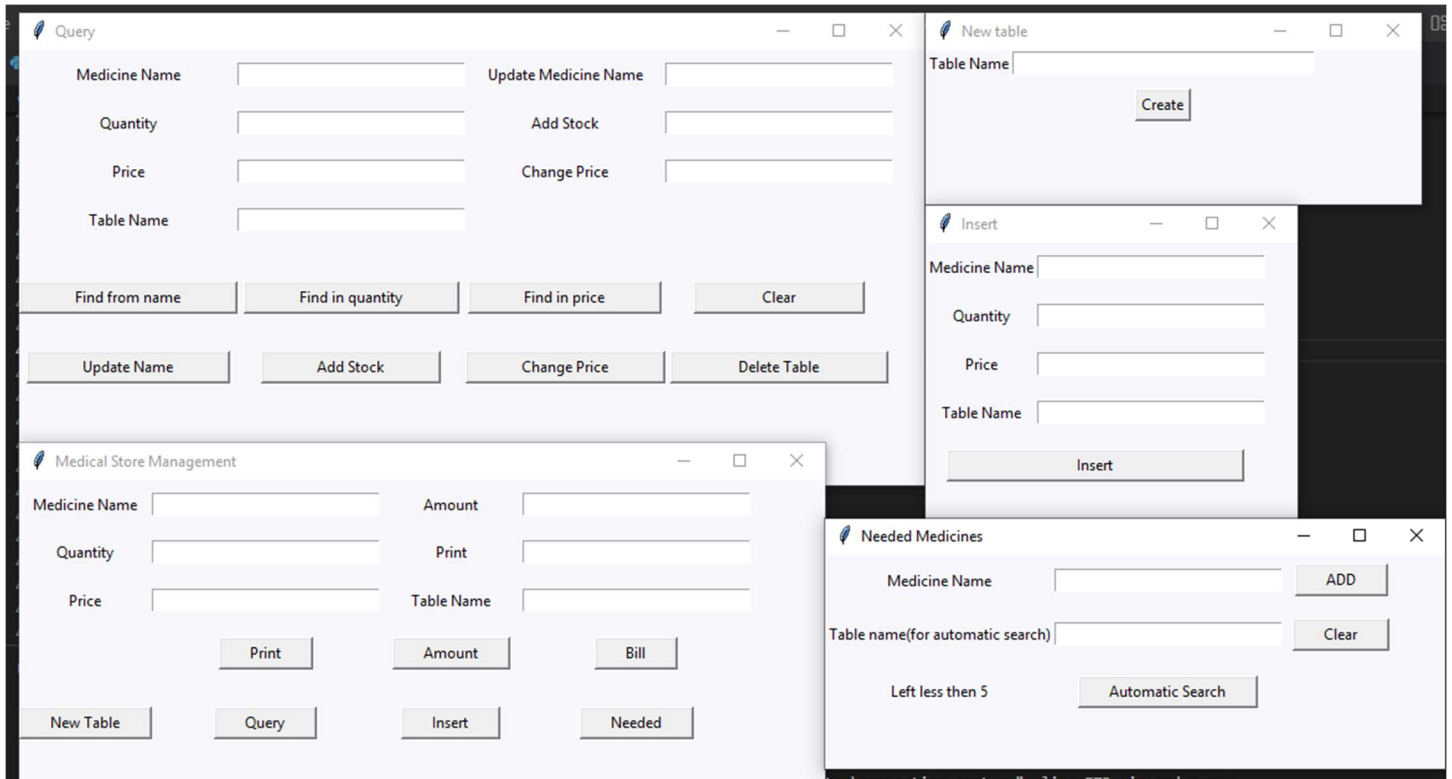 Query
Medicine Name Update Medicine Name
Quantity Add Stock
Price Change Price
Table Name
Find from name Find in quantity Find in price Clear
Update Name Add Stock Change Price Delete Table
New table
Table Name
Create
Insert
Medicine Name
Quantity
Price
Table Name
Insert
Medical Store Management
Medicine Name Amount
Quantity Print
Price Table Name
Print Amount Bill
New Table Query Insert Needed
Needed Medicines
Medicine Name ADD
Table name(for automatic search) Clear
Left less then 5 Automatic Search